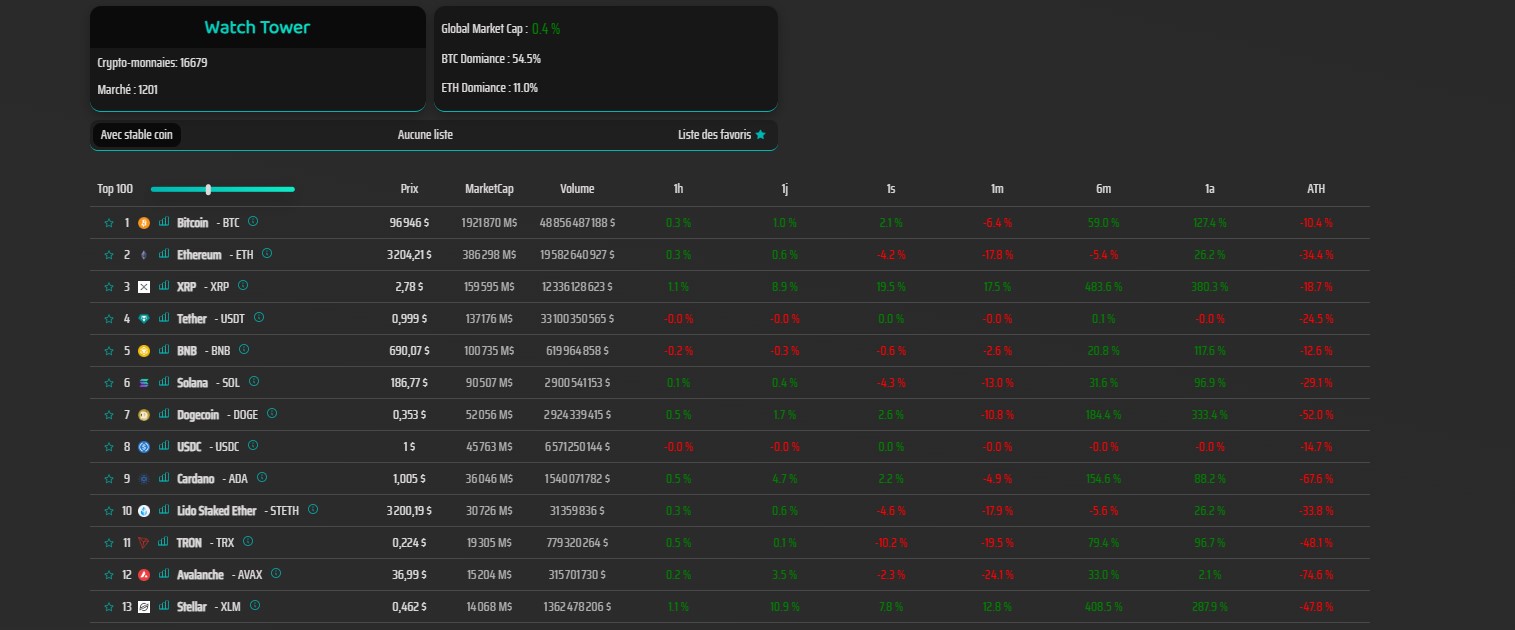 Watch Tower
Crypto-monnaies: 16679
Marché : 1201
Global Market Cap : 0.4 %
BTC Domiance : 54.5%
ETH Domiance : 11.0%
Avec stable coin Aucune liste Liste des favoris
Top 100 Prix MarketCap Volume 1h 1j 1s 1m 6m 1a ATH
1 Bitcoin - BTC 96 946 $ 1 921 870 M$ 48 856 487 188 $ 0.3 % 1.0 % 2.1 % -6.4 % 59.0 % 127.4 % -10.4 %
2 Ethereum - ETH 3 204,21 $ 386 298 M$ 19 582 640 927 $ 0.3 % 0.6 % -4.2 % -17.8 % -5.4 % 26.2 % -34.4 %
3 XRP - XRP 2,78 $ 159 595 M$ 12 336 128 623 $ 1.1 % 8.9 % 19.5 % 17.5 % 483.6 % 380.3 % -18.7 %
4 Tether - USDT 0,999 $ 137 176 M$ 33 100 350 565 $ -0.0 % -0.0 % 0.0 % -0.0 % 0.1 % -0.0 % -24.5 %
5 BNB - BNB 690,07 $ 100 735 M$ 619 964 858 $ -0.2 % -0.3 % -0.6 % -2.6 % 20.8 % 117.6 % -12.6 %
6 Solana - SOL 186,77 $ 90 507 M$ 2 900 541 153 $ 0.1 % 0.4 % -4.3 % -13.0 % 31.6 % 96.9 % -29.1 %
7 Dogecoin - DOGE 0,353 $ 52 056 M$ 2 924 339 415 $ 0.5 % 1.7 % 2.6 % -10.8 % 184.4 % 333.4 % -52.0 %
8 USDC - USDC 1 $ 45 763 M$ 6 571 250 144 $ -0.0 % -0.0 % 0.0 % -0.0 % -0.0 % -0.0 % -14.7 %
9 Cardano - ADA 1,005 $ 36 046 M$ 1 540 071 782 $ 0.5 % 4.7 % 2.2 % -4.9 % 154.6 % 88.2 % -67.6 %
10 Lido Staked Ether - STETH 3 200,19 $ 30 726 M$ 31 359 836 $ 0.3 % 0.6 % -4.6 % -17.9 % -5.6 % 26.2 % -33.8 %
11 TRON - TRX 0,224 $ 19 305 M$ 779 320 264 $ 0.5 % 0.1 % -10.2 % -19.5 % 79.4 % 96.7 % -48.1 %
12 Avalanche - AVAX 36,99 $ 15 204 M$ 315 701 730 $ 0.2 % 3.5 % -2.3 % -24.1 % 33.0 % 2.1 % -74.6 %
13 Stellar - XLM 0,462 $ 14 068 M$ 1 362 478 206 $ 1.1 % 10.9 % 7.8 % 12.8 % 408.5 % 287.9 % -47.8 %